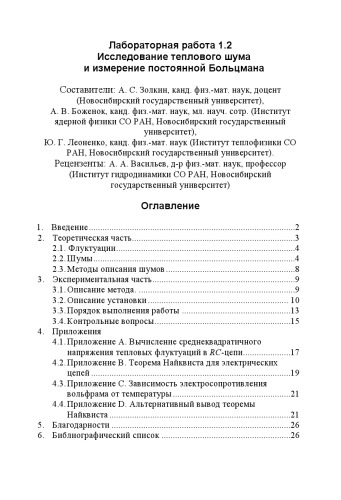 Лабораторная работа 1.2
Исследование теплового шума
и измерение постоянной Больцмана
Составители: А. С. Золкин, канд. физ.-мат. наук, доцент
(Новосибирский государственный университет),
А. В. Боженок, канд. физ.-мат. наук, мл. науч. сотр. (Институт
ядерной физики СО РАН, Новосибирский государственный
университет),
Ю. Г. Леоненко, канд. физ.-мат. наук (Институт теплофизики СО
РАН, Новосибирский государственный университет).
Рецензенты: А. А. Васильев, д-р физ.-мат. наук, профессор
(Институт гидродинамики СО РАН, Новосибирский
государственный университет)
Оглавление
1. Введение...2
2. Теоретическая часть...3
2.1. Флуктуации...4
2.2. Шумы...4
2.3. Методы описания шумов...8
3. Экспериментальная часть...9
3.1. Описание метода. ...9
3.2. Описание установки ... 10
3.3. Порядок выполнения работы ...13
3.4. Контрольные вопросы...15
4. Приложения
4.1. Приложение А. Вычисление среднеквадратичного
напряжения тепловых флуктуаций в RC-цепи...17
4.2. Приложение В. Теорема Найквиста для электрических
цепей ...19
4.3. Приложение С. Зависимость электросопротивления
вольфрама от температуры...21
4.4. Приложение D. Альтернативный вывод теоремы
Найквиста ...21
5. Благодарности ...26
6. Библиографический список ...26